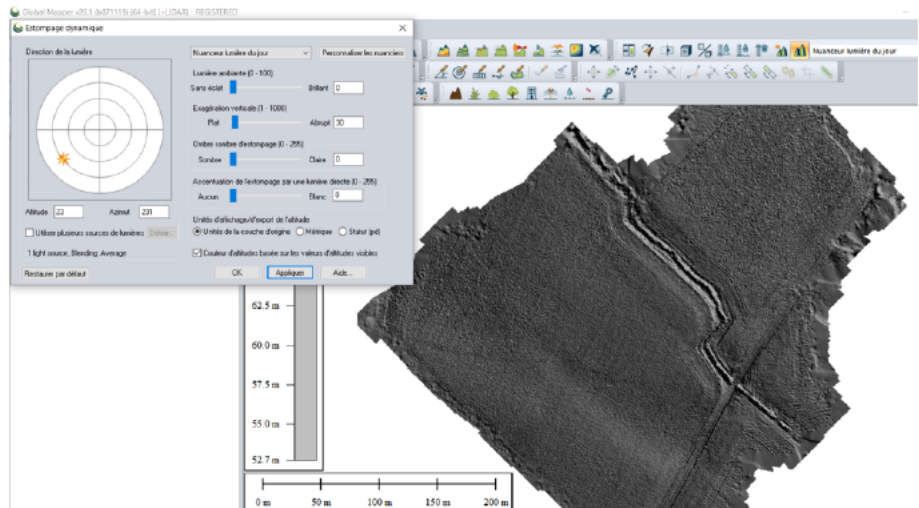 Global Mapper v20.1 (b071119) [64-bit] [+LIDAR] - REGISTERED
Estompage dynamique
Direction de la lumière
Nuanceur lumière du jour
Personnaliser les nuanciers
Nuanceur lumière du jour
Lumière ambiante (0 - 100)
Sans éclat
Brillant
0
Exagération verticale (1 - 1000)
Plat
Abrupt
30
Ombre sombre d'estompage (0 - 255)
Sombre
Claire
0
Accentuation de l'estompage par une lumière directe (0 - 255)
Aucun
Blanc
0
Altitude
23
Azimut
231
Unités d'affichage/d'export de l'altitude
Utiliser plusieurs sources de lumières
Définir...
Unités de la couche d'origine
Métrique
Statut (pd)
1 light source, Blending: Average
Couleur d'altitudes basée sur les valeurs d'altitudes visibles
Restaurer par défaut
OK
Appliquer
Aide...
62.5 m
60.0 m
57.5 m
55.0 m
52.7 m
0 m
50 m
100 m
150 m
200 m